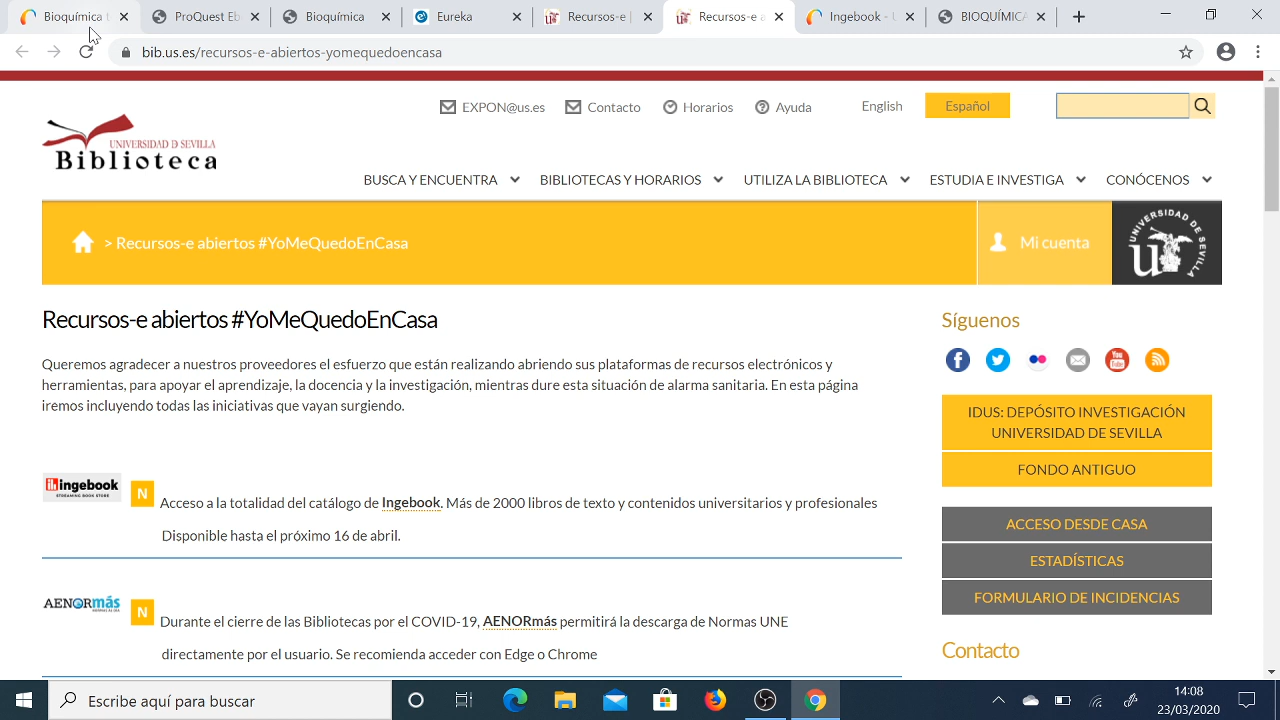 Bioquímica t
ProQuest Eb
Bioquímica
Eureka
Recursos-e
Recursos-e a
Ingebook - L
BIOQUÍMICA
bib.us.es/recursos-e-abiertos-yomequedoencasa
EXPON@us.es
Contacto
Horarios
Ayuda
English
Español
UNIVERSIDAD D SEVILLA
Biblioteca
BUSCA Y ENCUENTRA
BIBLIOTECAS Y HORARIOS
UTILIZA LA BIBLIOTECA
ESTUDIA E INVESTIGA
CONÓCENOS
> Recursos-e abiertos #YoMeQuedoEnCasa
Mi cuenta
UNIVERSIDAD DE SEVILLA
Recursos-e abiertos #YoMeQuedoEnCasa
Queremos agradecer a nuestros proveedores el esfuerzo que están realizando abriendo sus plataformas de recursos electrónicos y
herramientas, para apoyar el aprendizaje, la docencia y la investigación, mientras dure esta situación de alarma sanitaria. En esta página
iremos incluyendo todas las iniciativas que vayan surgiendo.
ingebook
STREAMING BOOK STORE
N
Acceso a la totalidad del catálogo de Ingebook. Más de 2000 libros de texto y contenidos universitarios y profesionales
Disponible hasta el próximo 16 de abril.
AENORmás
NORMAS AL DÍA
N
Durante el cierre de las Bibliotecas por el COVID-19, AENORmás permitirá la descarga de Normas UNE
directamente por el usuario. Se recomienda acceder con Edge o Chrome
Síguenos
You
Tube
IDUS: DEPÓSITO INVESTIGACIÓN
UNIVERSIDAD DE SEVILLA
FONDO ANTIGUO
ACCESO DESDE CASA
ESTADÍSTICAS
FORMULARIO DE INCIDENCIAS
Contacto
Escribe aquí para buscar
14:08
23/03/2020